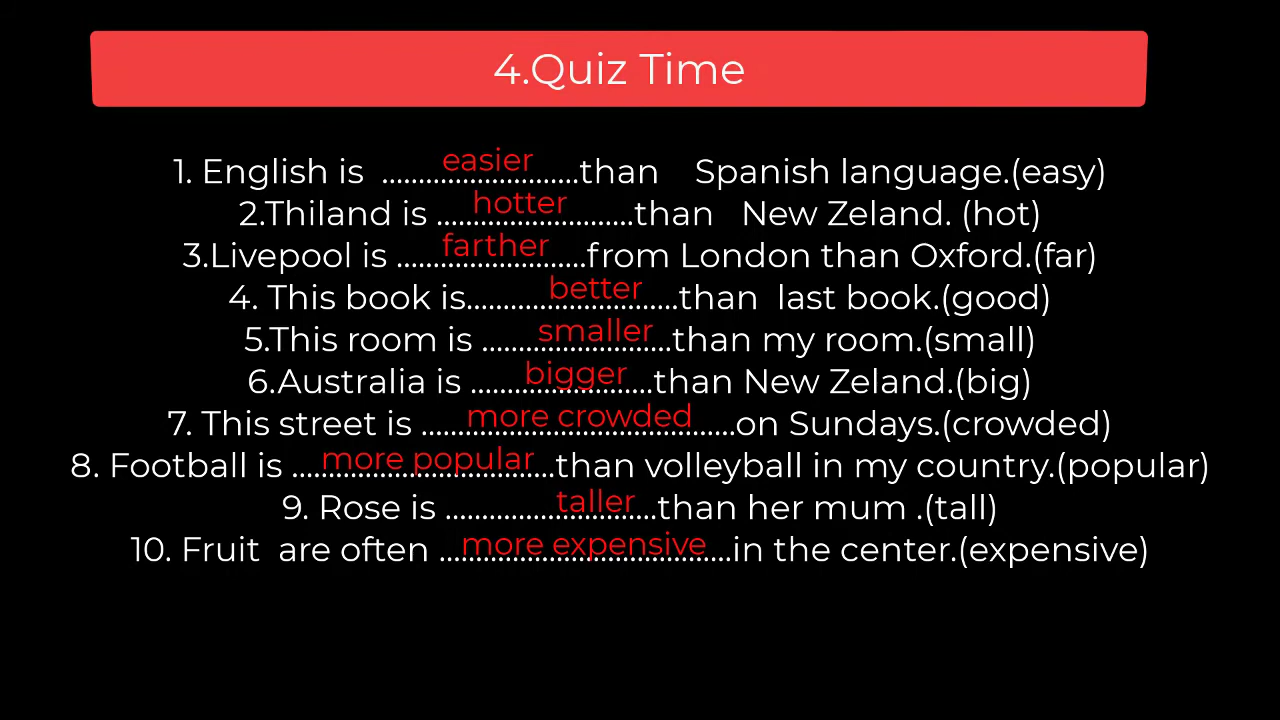 4.Quiz Time
1. English is ...........easier...........than Spanish language.(easy)
2.Thiland is ...........hotter...........than New Zeland. (hot)
3.Livepool is ...........farther...........from London than Oxford.(far)
4. This book is...........better...........than last book.(good)
5.This room is ...........smaller...........than my room.(small)
6.Australia is ...........bigger...........than New Zeland.(big)
7. This street is ...........more crowded...........on Sundays.(crowded)
8. Football is ...........more popular...........than volleyball in my country.(popular)
9. Rose is ...........taller...........than her mum .(tall)
10. Fruit are often ...........more expensive...........in the center.(expensive)